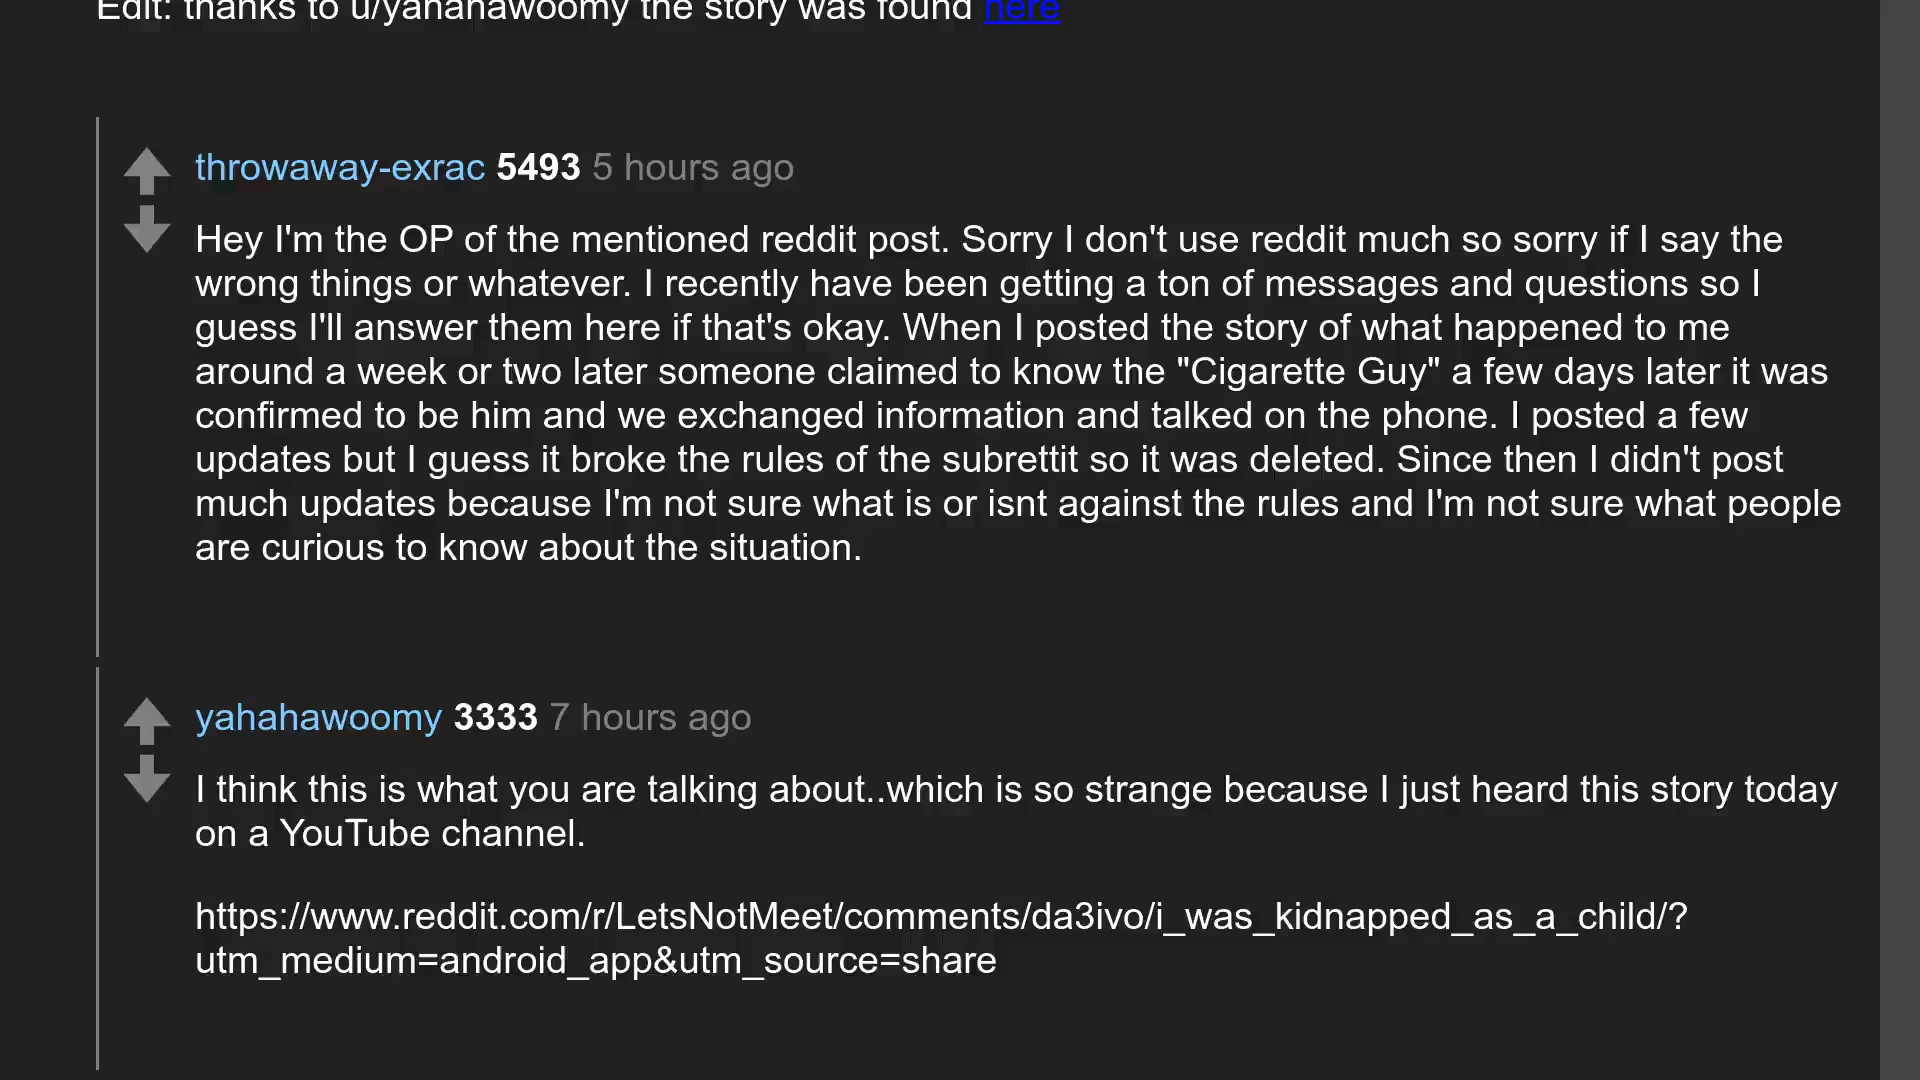 Edit: thanks to u/yahahawoomy the story was found here
throwaway-exrac 5493 5 hours ago
Hey I'm the OP of the mentioned reddit post. Sorry I don't use reddit much so sorry if I say the
wrong things or whatever. I recently have been getting a ton of messages and questions so I
guess I'll answer them here if that's okay. When I posted the story of what happened to me
around a week or two later someone claimed to know the "Cigarette Guy" a few days later it was
confirmed to be him and we exchanged information and talked on the phone. I posted a few
updates but I guess it broke the rules of the subrettit so it was deleted. Since then I didn't post
much updates because I'm not sure what is or isnt against the rules and I'm not sure what people
are curious to know about the situation.
yahahawoomy 3333 7 hours ago
I think this is what you are talking about..which is so strange because I just heard this story today
on a YouTube channel.
https://www.reddit.com/r/LetsNotMeet/comments/da3ivo/i_was_kidnapped_as_a_child/?
utm_medium=android_app&utm_source=share